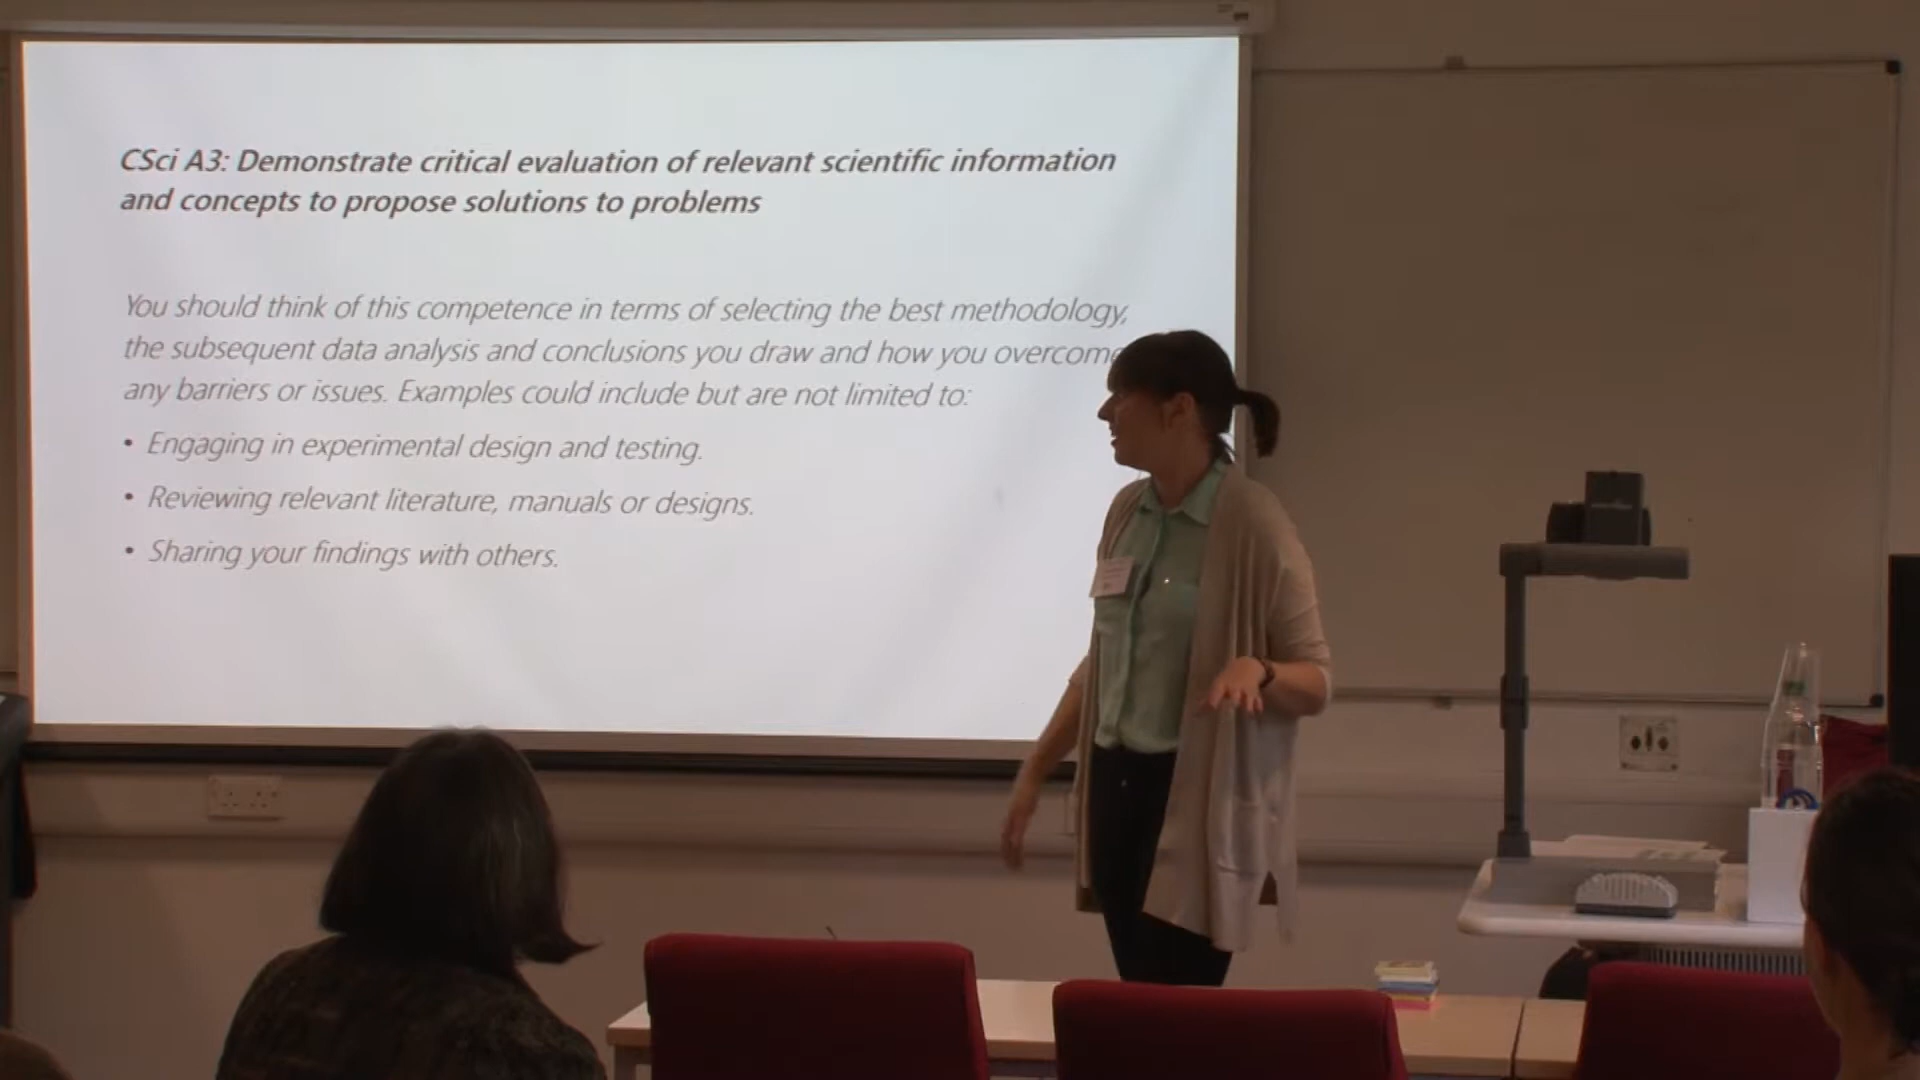 CSci A3: Demonstrate critical evaluation of relevant scientific information
and concepts to propose solutions to problems
You should think of this competence in terms of selecting the best methodology,
the subsequent data analysis and conclusions you draw and how you overcome
any barriers or issues. Examples could include but are not limited to:
• Engaging in experimental design and testing.
• Reviewing relevant literature, manuals or designs.
• Sharing your findings with others.